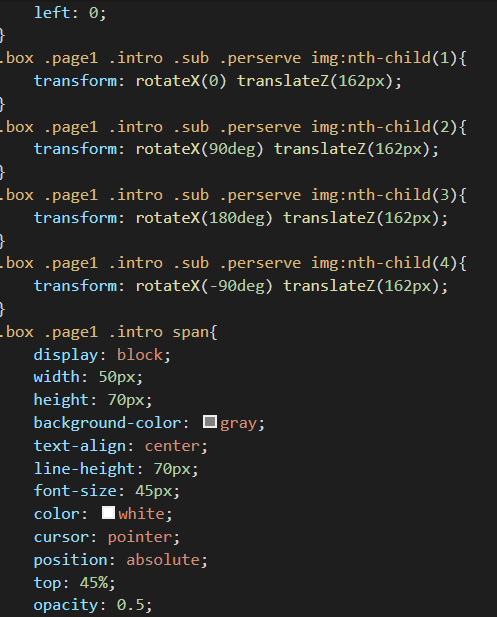 left: 0;
}
.box .page1 .intro .sub .perserve img:nth-child(1){
    transform: rotateX(0) translateZ(162px);
}
.box .page1 .intro .sub .perserve img:nth-child(2){
    transform: rotateX(90deg) translateZ(162px);
}
.box .page1 .intro .sub .perserve img:nth-child(3){
    transform: rotateX(180deg) translateZ(162px);
}
.box .page1 .intro .sub .perserve img:nth-child(4){
    transform: rotateX(-90deg) translateZ(162px);
}
.box .page1 .intro span{
    display: block;
    width: 50px;
    height: 70px;
    background-color: gray;
    text-align: center;
    line-height: 70px;
    font-size: 45px;
    color: white;
    cursor: pointer;
    position: absolute;
    top: 45%;
    opacity: 0.5;